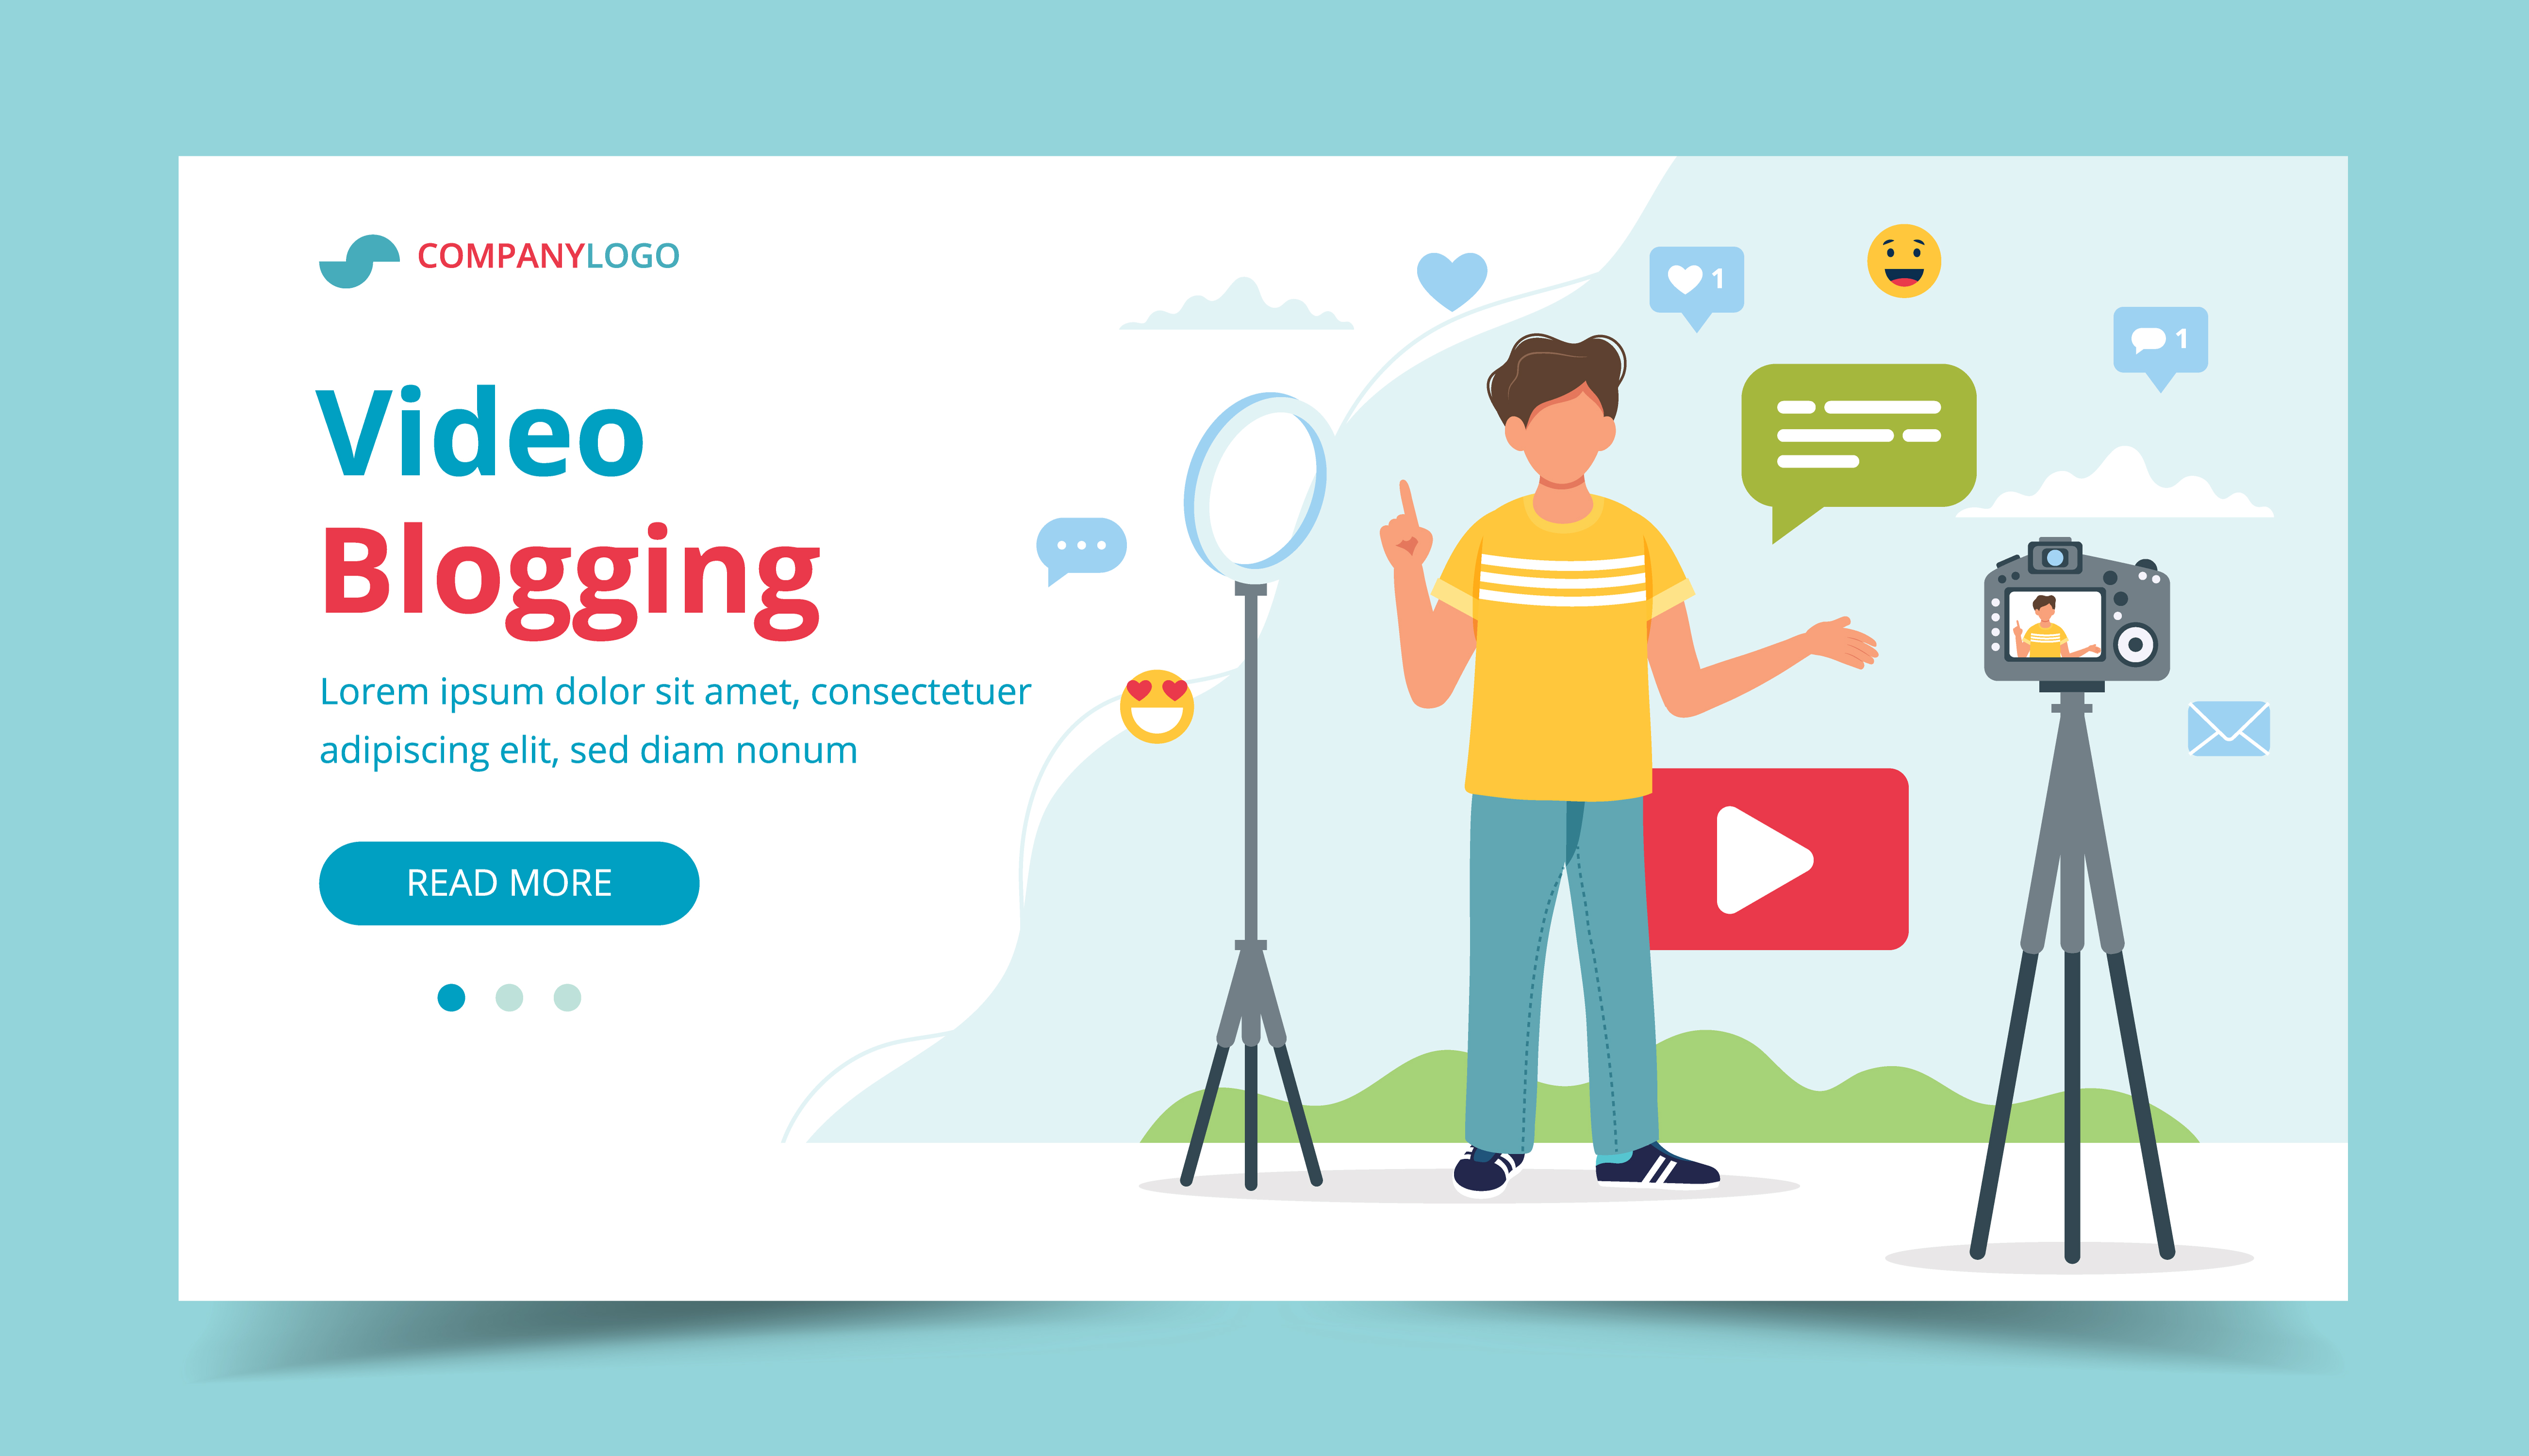 COMPANYLOGO
Video
Blogging
Lorem ipsum dolor sit amet, consectetuer
adipiscing elit, sed diam nonum
READ MORE
1
1